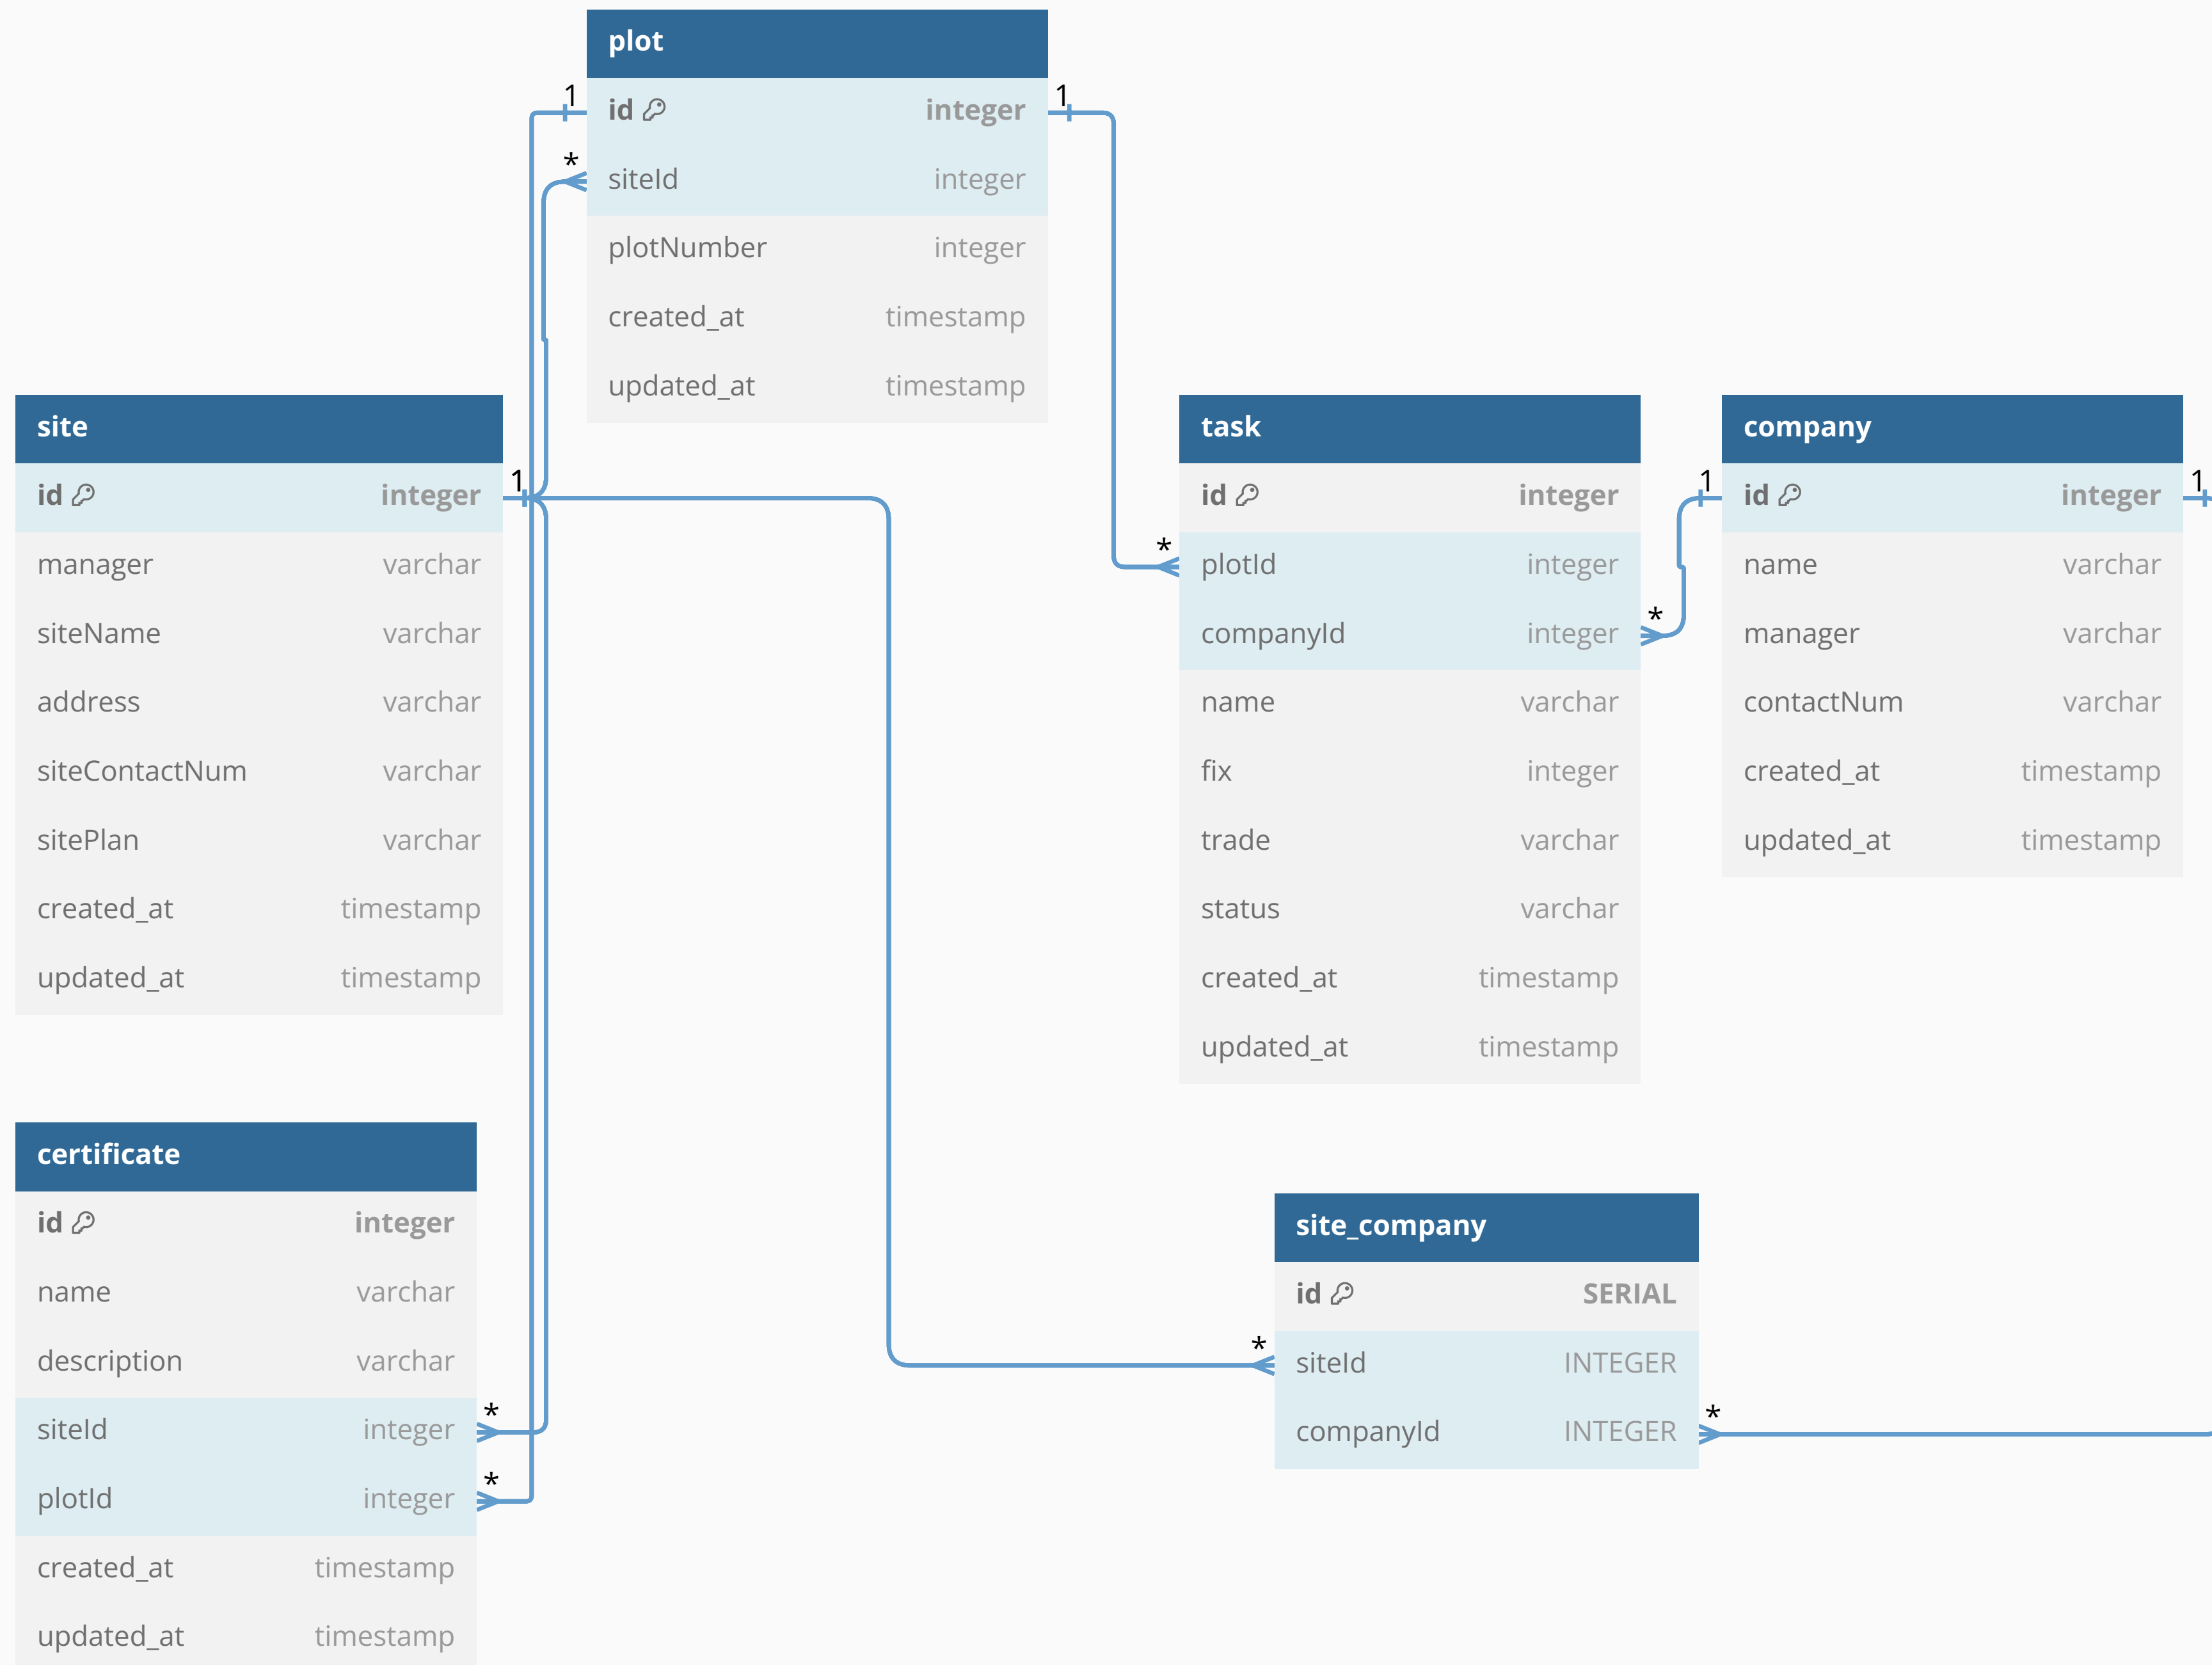 plot
1 id integer 1
* siteId integer
plotNumber integer
created_at timestamp
updated_at timestamp
site
id integer 1
manager varchar
siteName varchar
address varchar
siteContactNum varchar
sitePlan varchar
created_at timestamp
updated_at timestamp
task
id integer
* plotId integer
companyId integer *
name varchar
fix integer
trade varchar
status varchar
created_at timestamp
updated_at timestamp
company
1 id integer 1
name varchar
manager varchar
contactNum varchar
created_at timestamp
updated_at timestamp
certificate
id integer
name varchar
description varchar
siteId integer *
plotId integer *
created_at timestamp
updated_at timestamp
site_company
id SERIAL
* siteId INTEGER
companyId INTEGER *